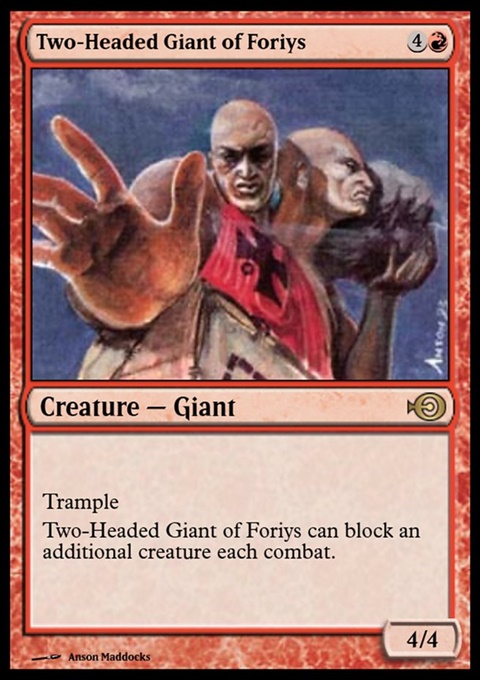 Two-Headed Giant of Foriys 4
Creature — Giant
Trample
Two-Headed Giant of Foriys can block an
additional creature each combat.
4/4
Anson Maddocks